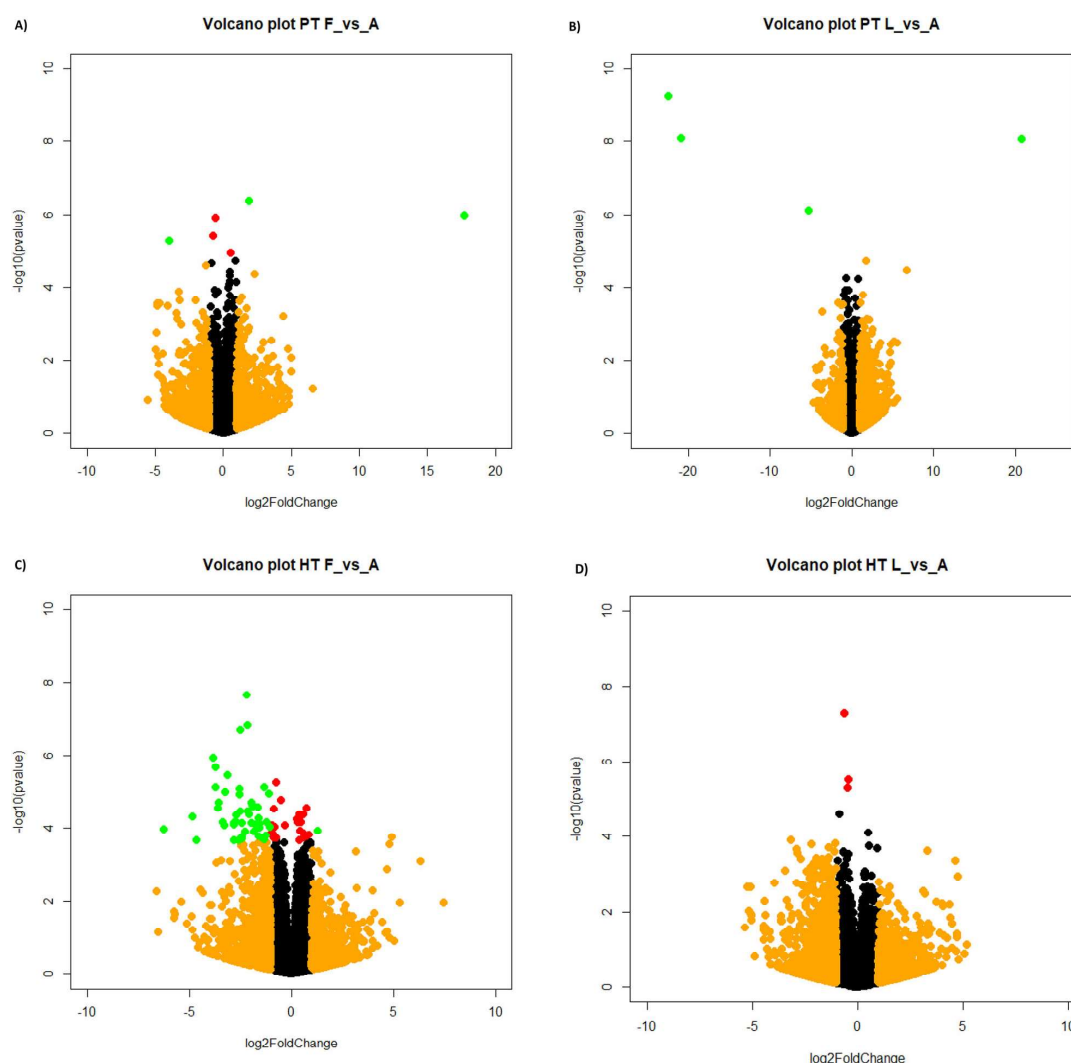 A)
Volcano plot PT F_vs_A
-log10(pvalue)
10
8
6
4
2
0
-10 -5 0 5 10 15 20
log2FoldChange
B)
Volcano plot PT L_vs_A
-log10(pvalue)
10
8
6
4
2
0
-20 -10 0 10 20
log2FoldChange
C)
Volcano plot HT F_vs_A
-log10(pvalue)
10
8
6
4
2
0
-10 -5 0 5 10
log2FoldChange
D)
Volcano plot HT L_vs_A
-log10(pvalue)
10
8
6
4
2
0
-10 -5 0 5 10
log2FoldChange